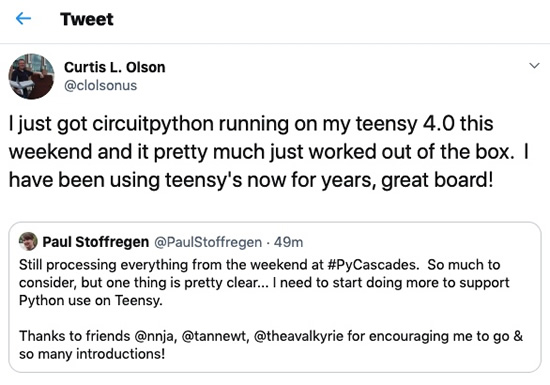 Tweet
Curtis L. Olson
@clolsonus
I just got circuitpython running on my teensy 4.0 this
weekend and it pretty much just worked out of the box.  I
have been using teensy's now for years, great board!
Paul Stoffregen @PaulStoffregen · 49m
Still processing everything from the weekend at #PyCascades.  So much to
consider, but one thing is pretty clear... I need to start doing more to support
Python use on Teensy.
Thanks to friends @nnja, @tannewt, @theavalkyrie for encouraging me to go &
so many introductions!